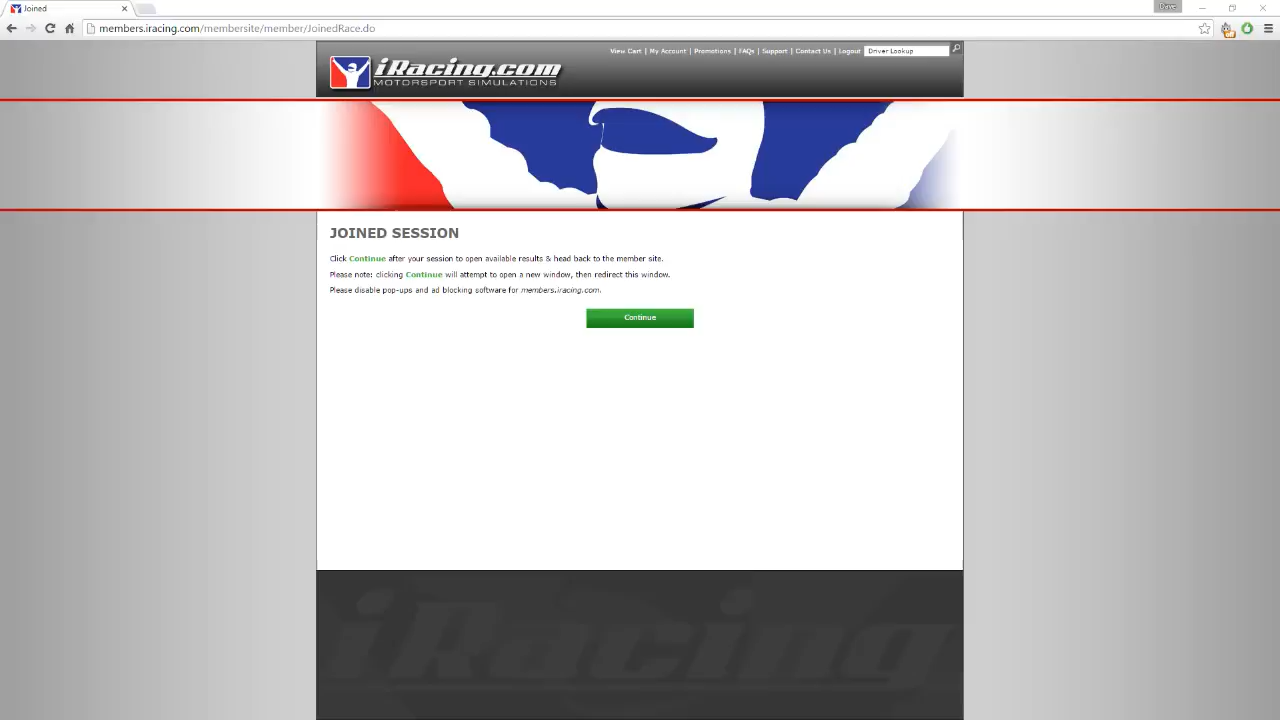 Joined
Dave
members.iracing.com/membersite/member/JoinedRace.do
View Cart | My Account | Promotions | FAQs | Support | Contact Us | Logout
Driver Lookup
iRacing.com
MOTORSPORT SIMULATIONS
JOINED SESSION
Click Continue after your session to open available results & head back to the member site.
Please note: clicking Continue will attempt to open a new window, then redirect this window.
Please disable pop-ups and ad blocking software for members.iracing.com.
Continue
iRacing